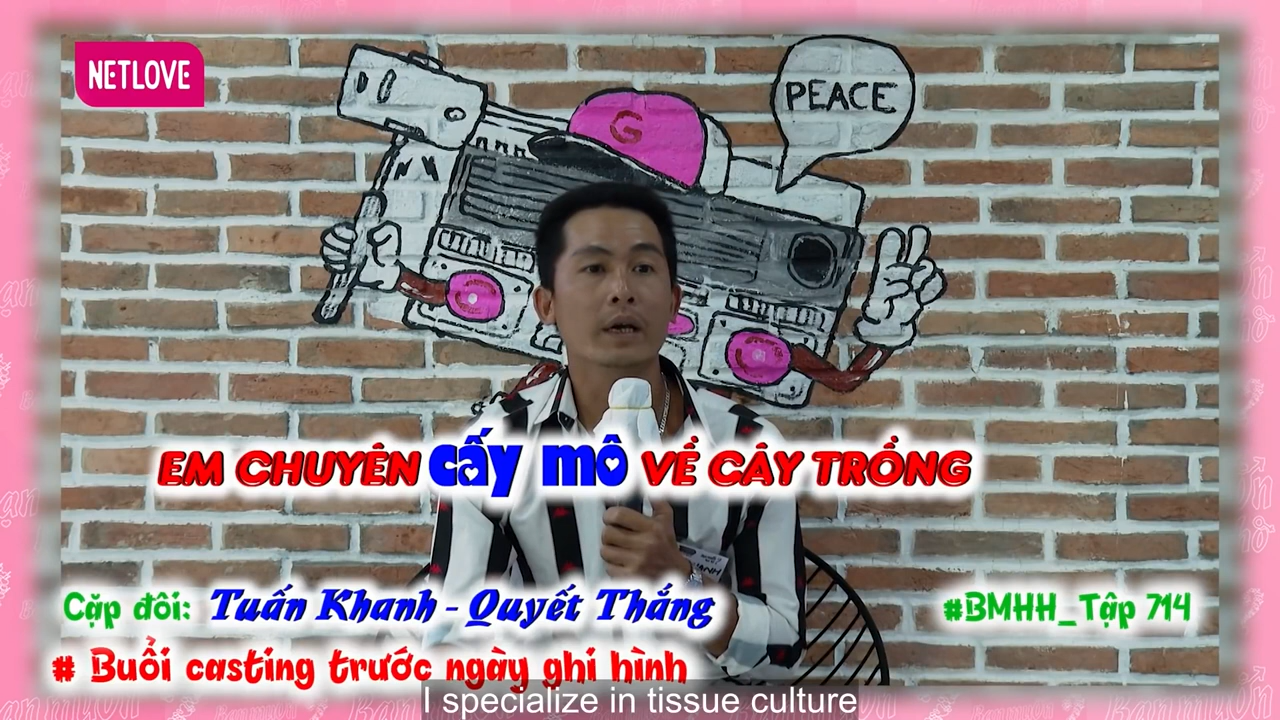 NETLOVE
G
PEACE
EM CHUYÊN cấy mô VỀ CÂY TRỒNG
Cặp đôi: Tuấn Khanh - Quyết Thắng
#BMHH_Tập 714
# Buổi casting trước ngày ghi hình
I specialize in tissue culture